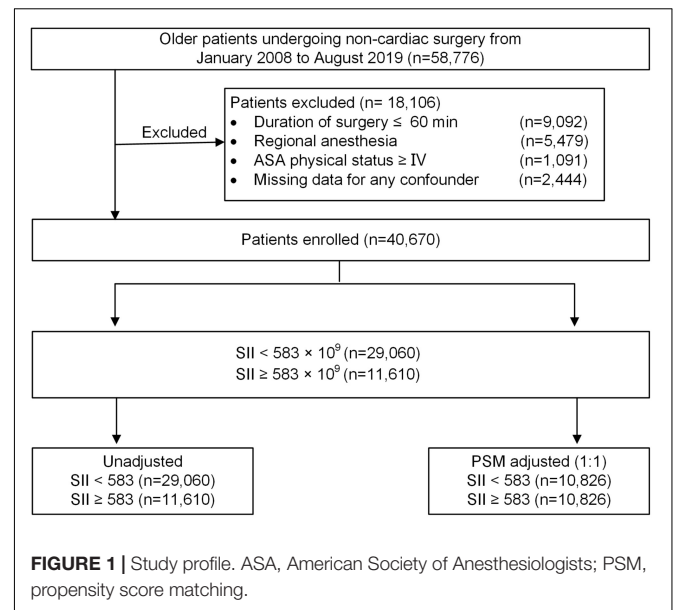 Older patients undergoing non-cardiac surgery from
January 2008 to August 2019 (n=58,776)
Patients excluded (n= 18,106)
• Duration of surgery ≤ 60 min (n=9,092)
• Regional anesthesia (n=5,479)
• ASA physical status ≥ IV (n=1,091)
• Missing data for any confounder (n=2,444)
Excluded
Patients enrolled (n=40,670)
SII < 583 × 10⁹ (n=29,060)
SII ≥ 583 × 10⁹ (n=11,610)
Unadjusted
SII < 583 (n=29,060)
SII ≥ 583 (n=11,610)
PSM adjusted (1:1)
SII < 583 (n=10,826)
SII ≥ 583 (n=10,826)
FIGURE 1 | Study profile. ASA, American Society of Anesthesiologists; PSM,
propensity score matching.